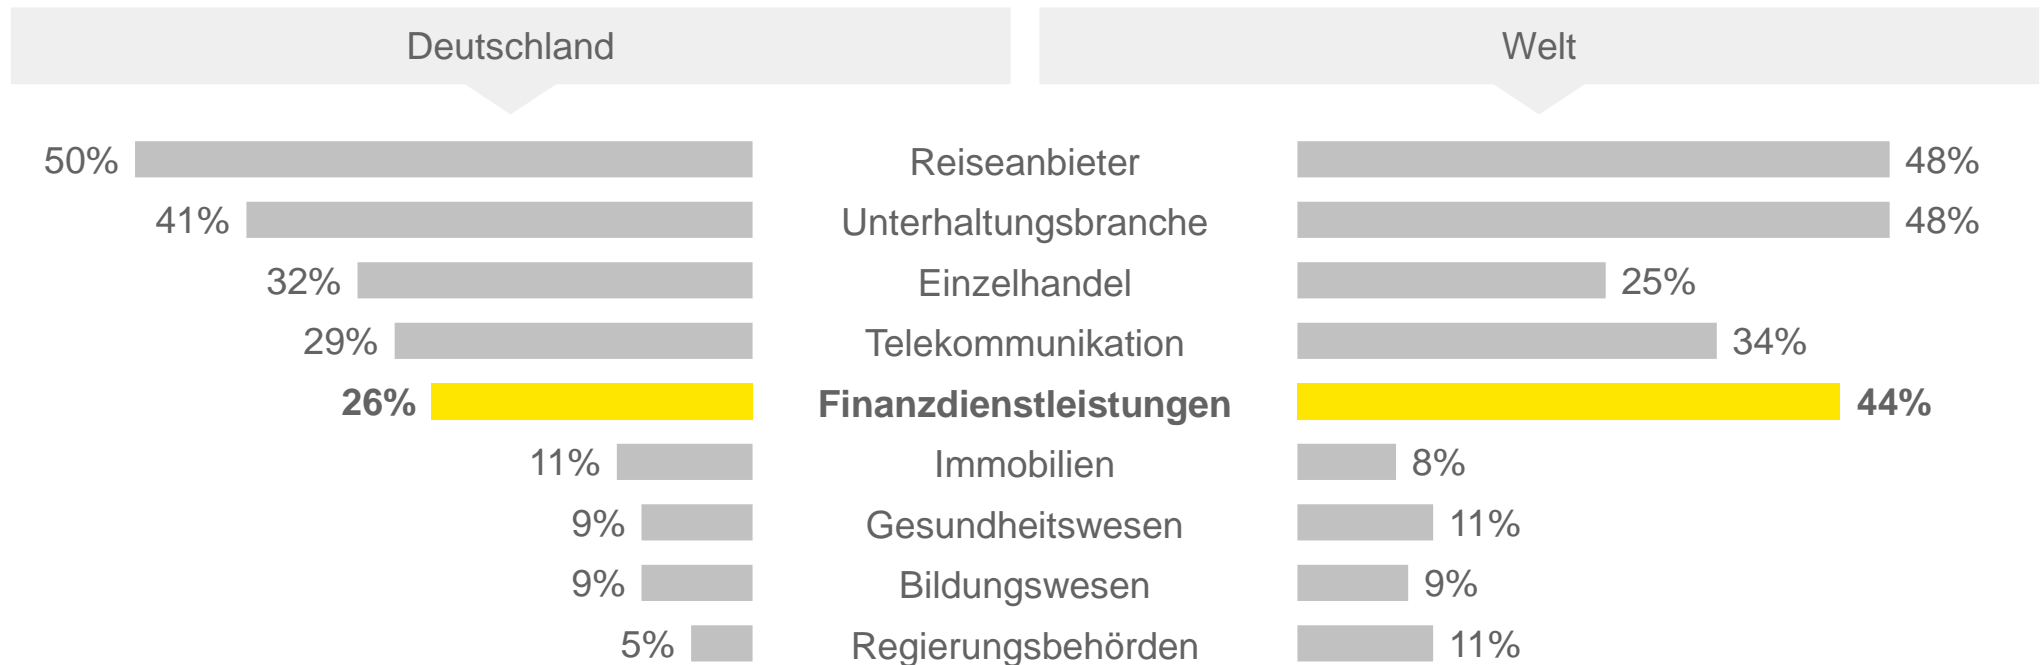 Deutschland Welt
50% Reiseanbieter 48%
41% Unterhaltungsbranche 48%
32% Einzelhandel 25%
29% Telekommunikation 34%
26% Finanzdienstleistungen 44%
11% Immobilien 8%
9% Gesundheitswesen 11%
9% Bildungswesen 9%
5% Regierungsbehörden 11%